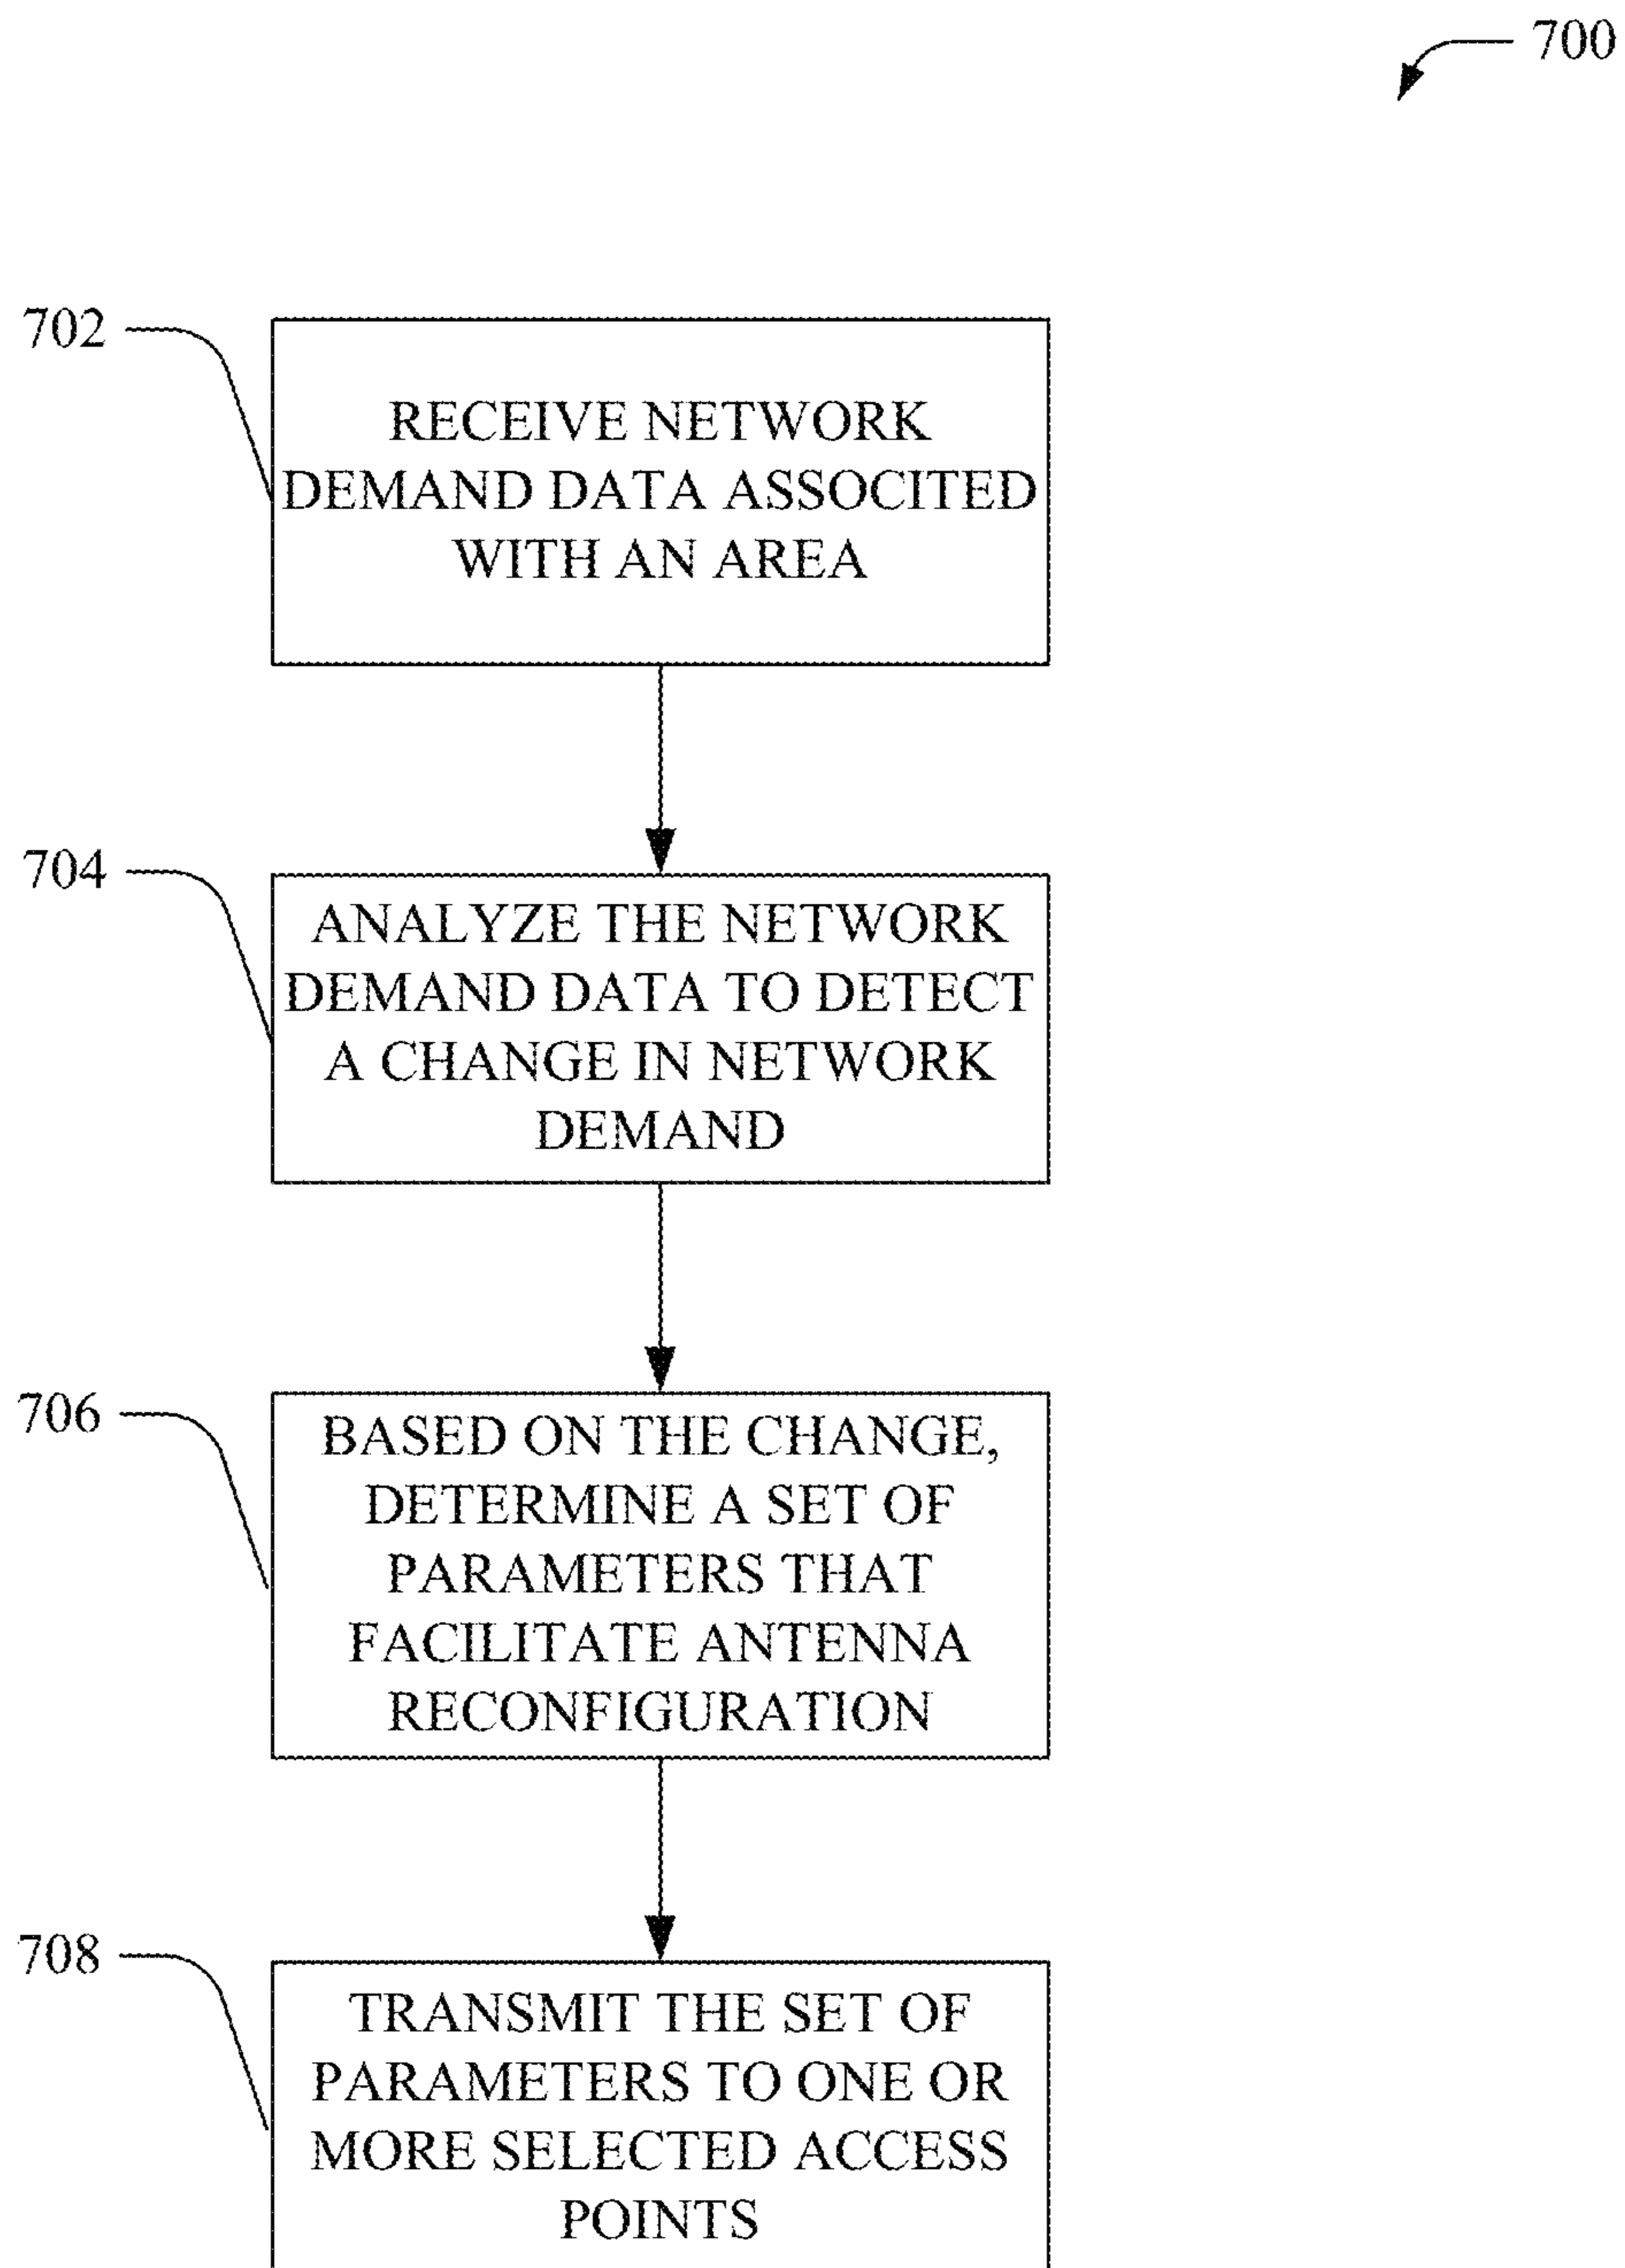 700
702
RECEIVE NETWORK
DEMAND DATA ASSOCITED
WITH AN AREA
704
ANALYZE THE NETWORK
DEMAND DATA TO DETECT
A CHANGE IN NETWORK
DEMAND
706
BASED ON THE CHANGE,
DETERMINE A SET OF
PARAMETERS THAT
FACILITATE ANTENNA
RECONFIGURATION
708
TRANSMIT THE SET OF
PARAMETERS TO ONE OR
MORE SELECTED ACCESS
POINTS